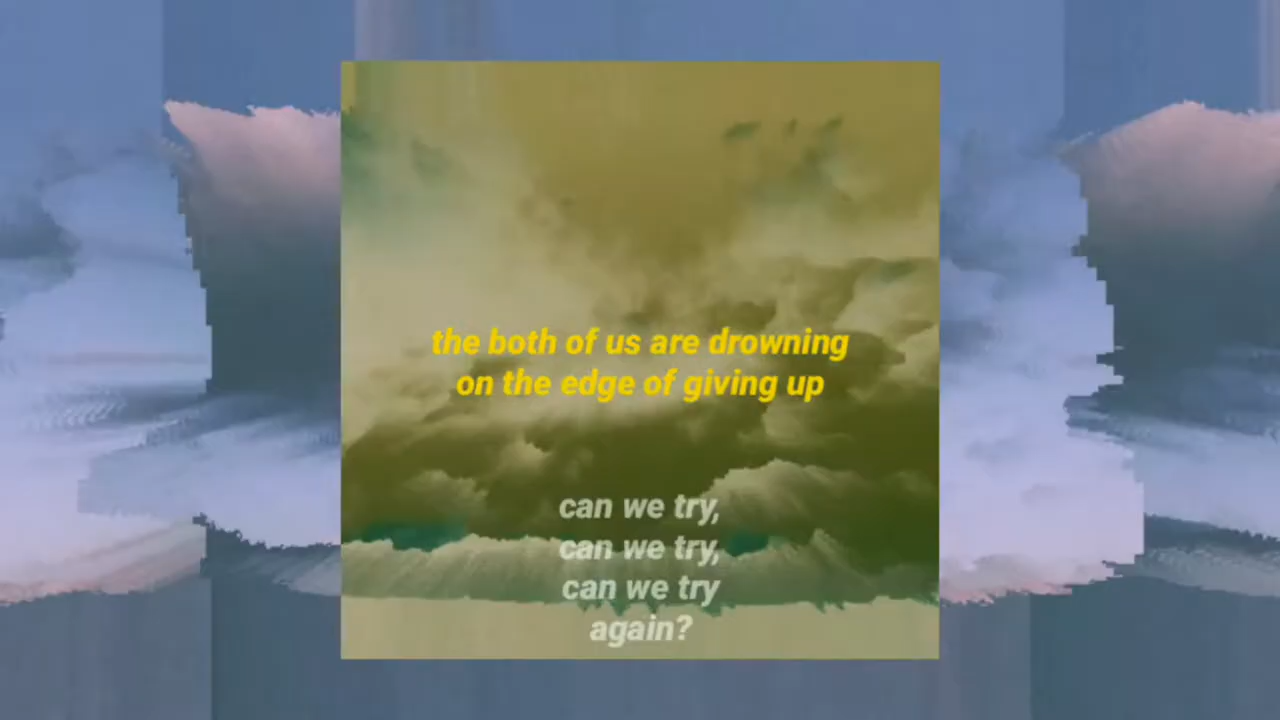 the both of us are drowning
on the edge of giving up
can we try,
can we try,
can we try
again?